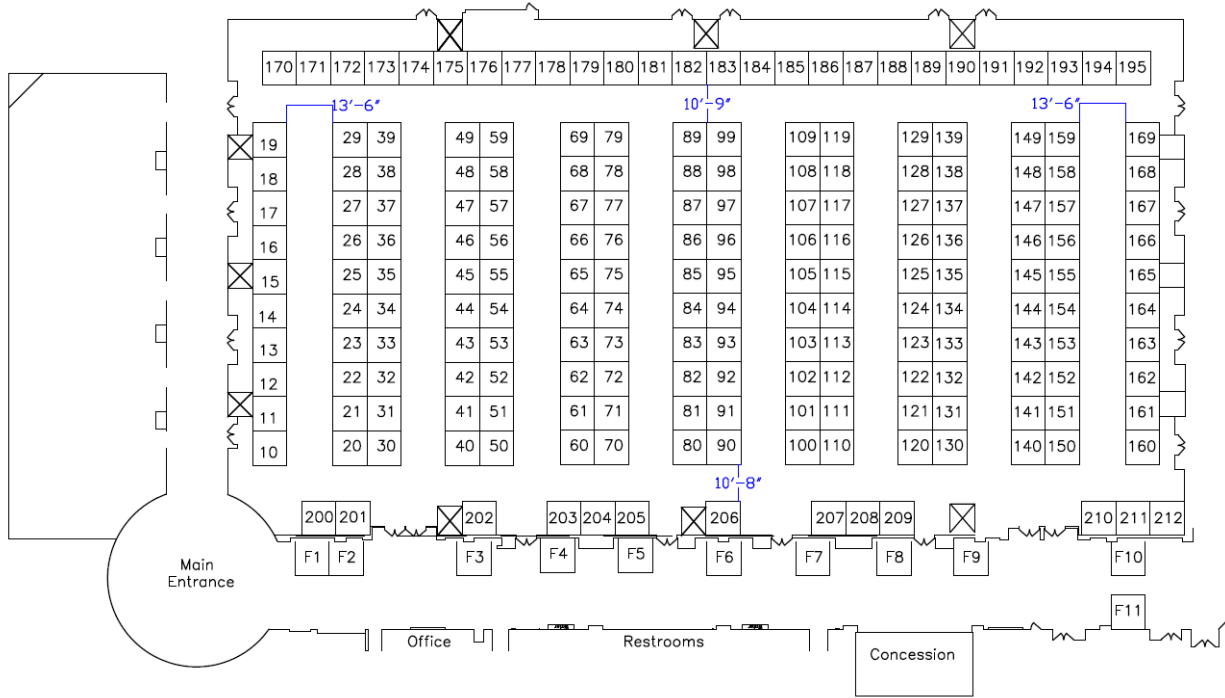 170 171 172 173 174 175 176 177 178 179 180 181 182 183 184 185 186 187 188 189 190 191 192 193 194 195
13'-6" 10'-9" 13'-6"
19 29 39 49 59 69 79 89 99 109 119 129 139 149 159 169
18 28 38 48 58 68 78 88 98 108 118 128 138 148 158 168
17 27 37 47 57 67 77 87 97 107 117 127 137 147 157 167
16 26 36 46 56 66 76 86 96 106 116 126 136 146 156 166
15 25 35 45 55 65 75 85 95 105 115 125 135 145 155 165
14 24 34 44 54 64 74 84 94 104 114 124 134 144 154 164
13 23 33 43 53 63 73 83 93 103 113 123 133 143 153 163
12 22 32 42 52 62 72 82 92 102 112 122 132 142 152 162
11 21 31 41 51 61 71 81 91 101 111 121 131 141 151 161
10 20 30 40 50 60 70 80 90 100 110 120 130 140 150 160
10'-8"
200 201 202 203 204 205 206 207 208 209 210 211 212
F1 F2 F3 F4 F5 F6 F7 F8 F9 F10
Main
Entrance
F11
Office Restrooms
Concession